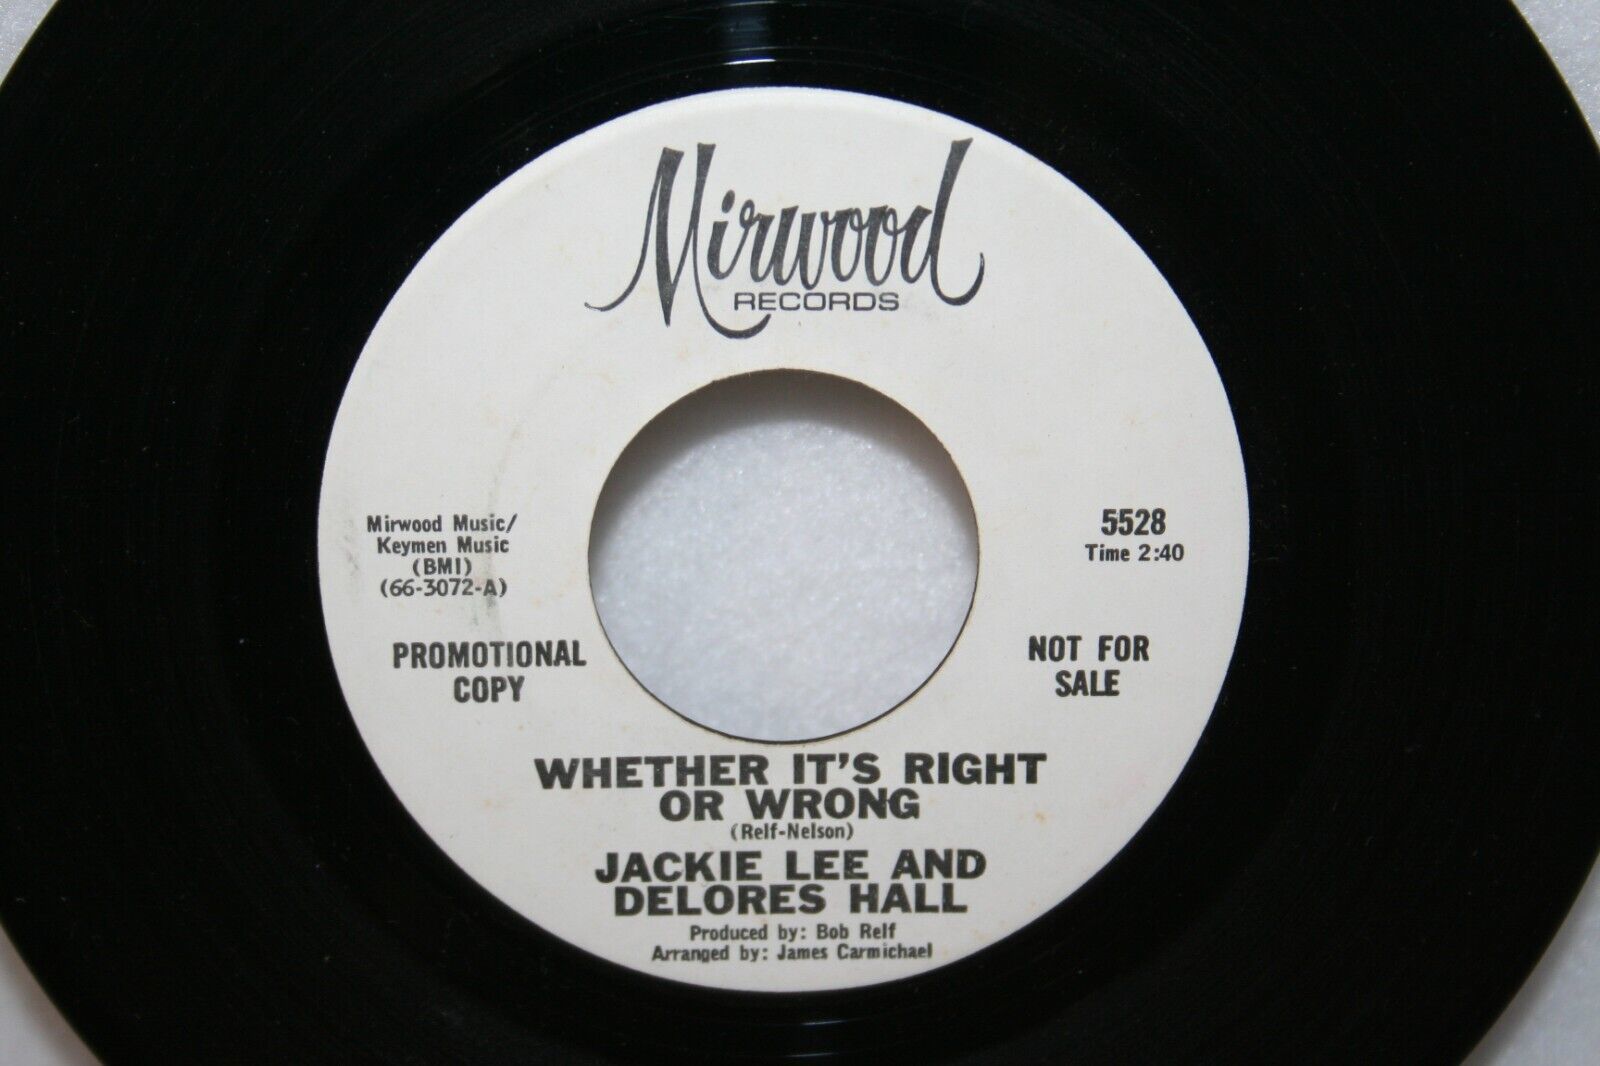 Mirwood
RECORDS
Mirwood Music/
Keymen Music
(BMI)
(66-3072-A)
5528
Time 2:40
PROMOTIONAL
COPY
NOT FOR
SALE
WHETHER IT'S RIGHT
OR WRONG
(Relf-Nelson)
JACKIE LEE AND
DELORES HALL
Produced by: Bob Relf
Arranged by: James Carmichael